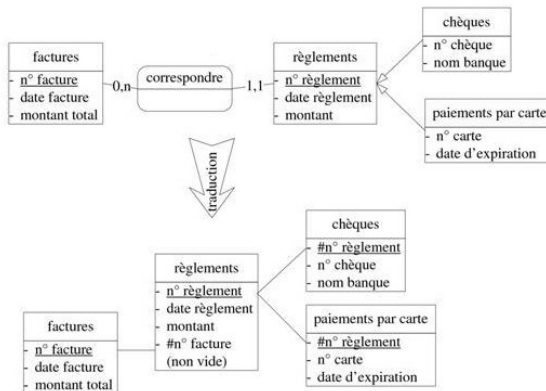 chèques
- n° chèque
- nom banque
factures
- n° facture
- date facture
- montant total
0,n
correspondre
1,1
règlements
- n° règlement
- date règlement
- montant
paiements par carte
- n° carte
- date d'expiration
traduction
chèques
- #n° règlement
- n° chèque
- nom banque
règlements
- n° règlement
- date règlement
- montant
- #n° facture
(non vide)
paiements par carte
- #n° règlement
- n° carte
- date d'expiration
factures
- n° facture
- date facture
- montant total